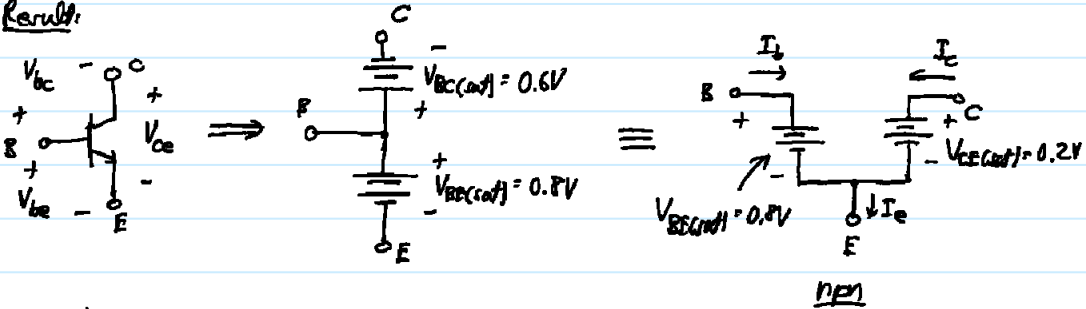 Result:
C
V_bc - C
+ +
B V_ce
+
V_be - -
E
⟹
B
-
V_BC(sat) = 0.6V
+
+
V_BE(sat) = 0.8V
-
E
≡
I_b I_c
B C
+ +
- - V_CE(sat) = 0.2V
V_BE(sat) = 0.8V
I_e
E
npn